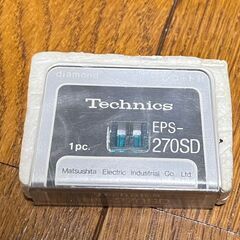 diamond
Technics
EPS-
1pc.
270SD
Matsushita Electric Industrial Co., Ltd.